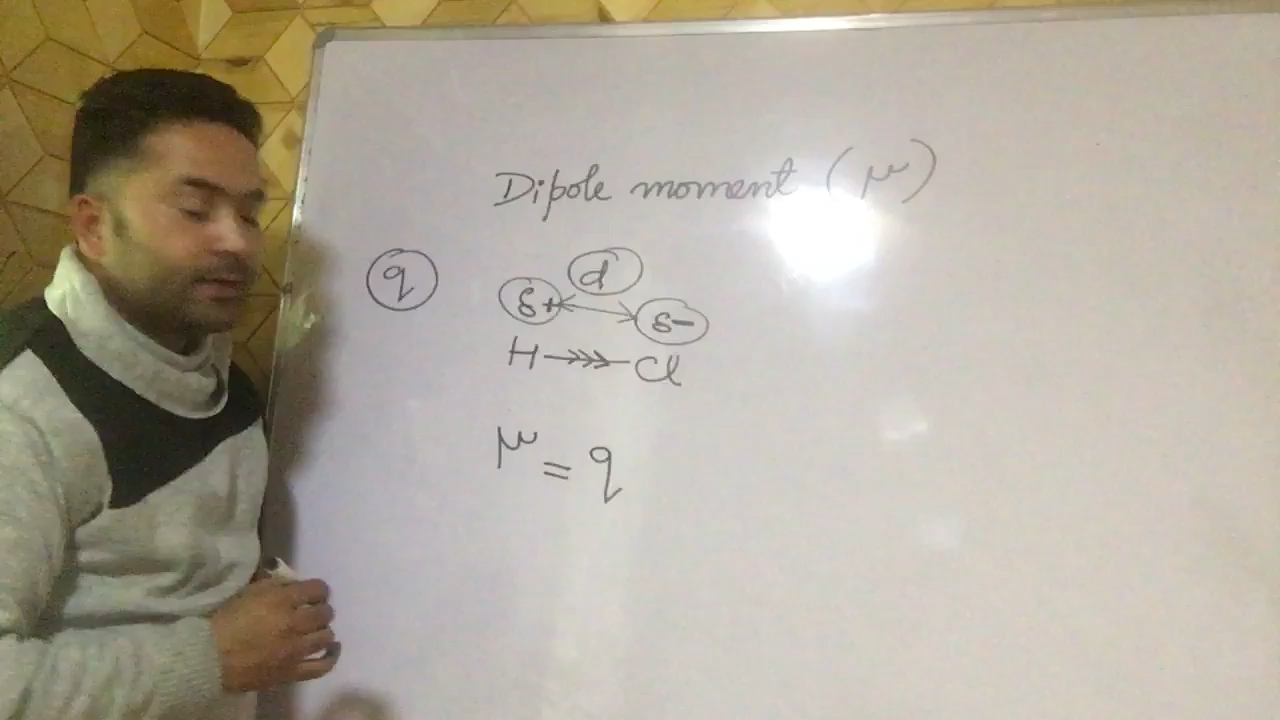 Dipole moment (μ)
q
d
δ+ δ-
H Cl
μ = q